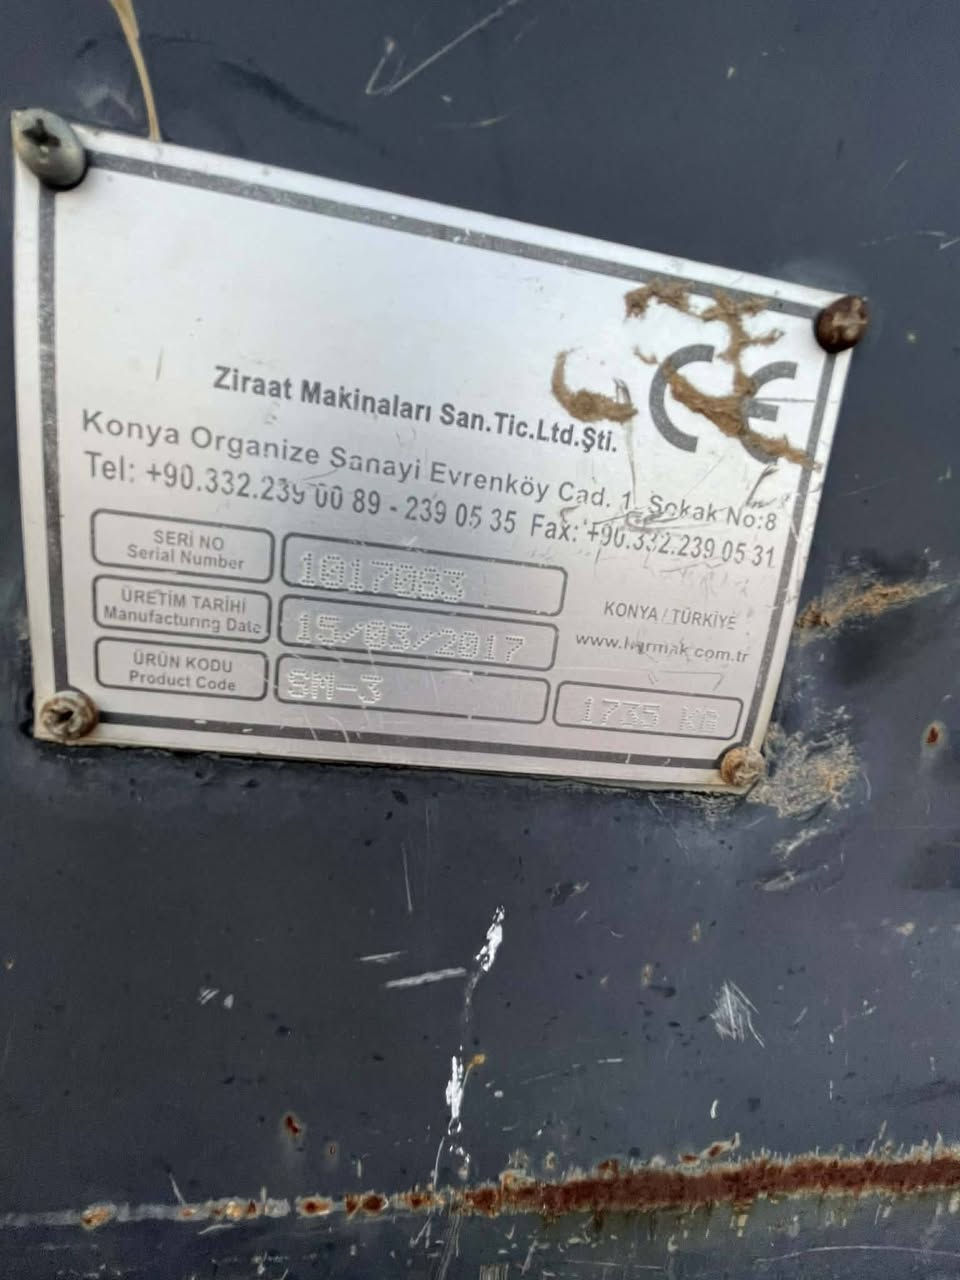 CE
Ziraat Makinaları San.Tic.Ltd.Şti.
Konya Organize Sanayi Evrenköy Cad. 1. Sokak No:8
Tel: +90.332.239 00 89 - 239 05 35 Fax: +90.332.239 05 31
SERİ NO
Serial Number
1017083
ÜRETİM TARİHİ
Manufacturing Date
15/03/2017
KONYA / TÜRKİYE
ÜRÜN KODU
Product Code
SM-3
1735 KG